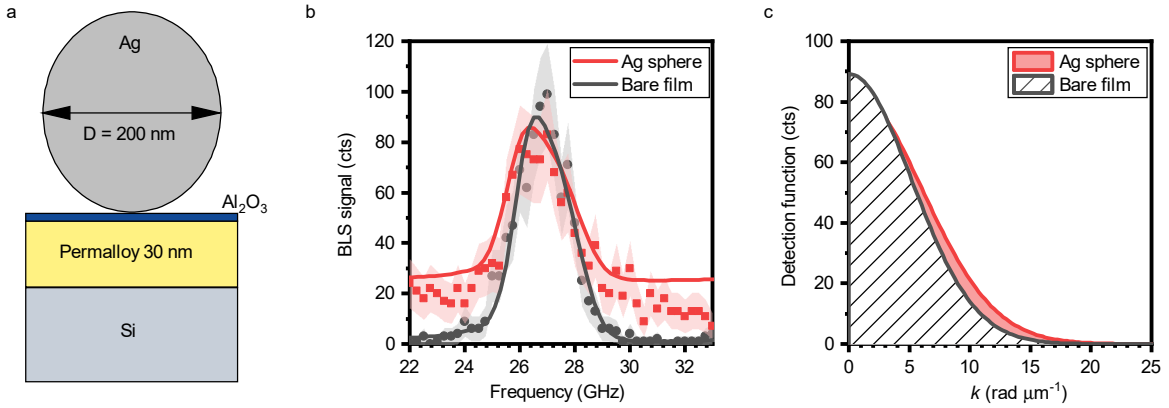 a
Ag
D = 200 nm
Al₂O₃
Permalloy 30 nm
Si
b
BLS signal (cts)
120
100
80
60
40
20
0
22 24 26 28 30 32
Frequency (GHz)
Ag sphere
Bare film
c
Detection function (cts)
100
80
60
40
20
0
0 5 10 15 20 25
k (rad μm⁻¹)
Ag sphere
Bare film